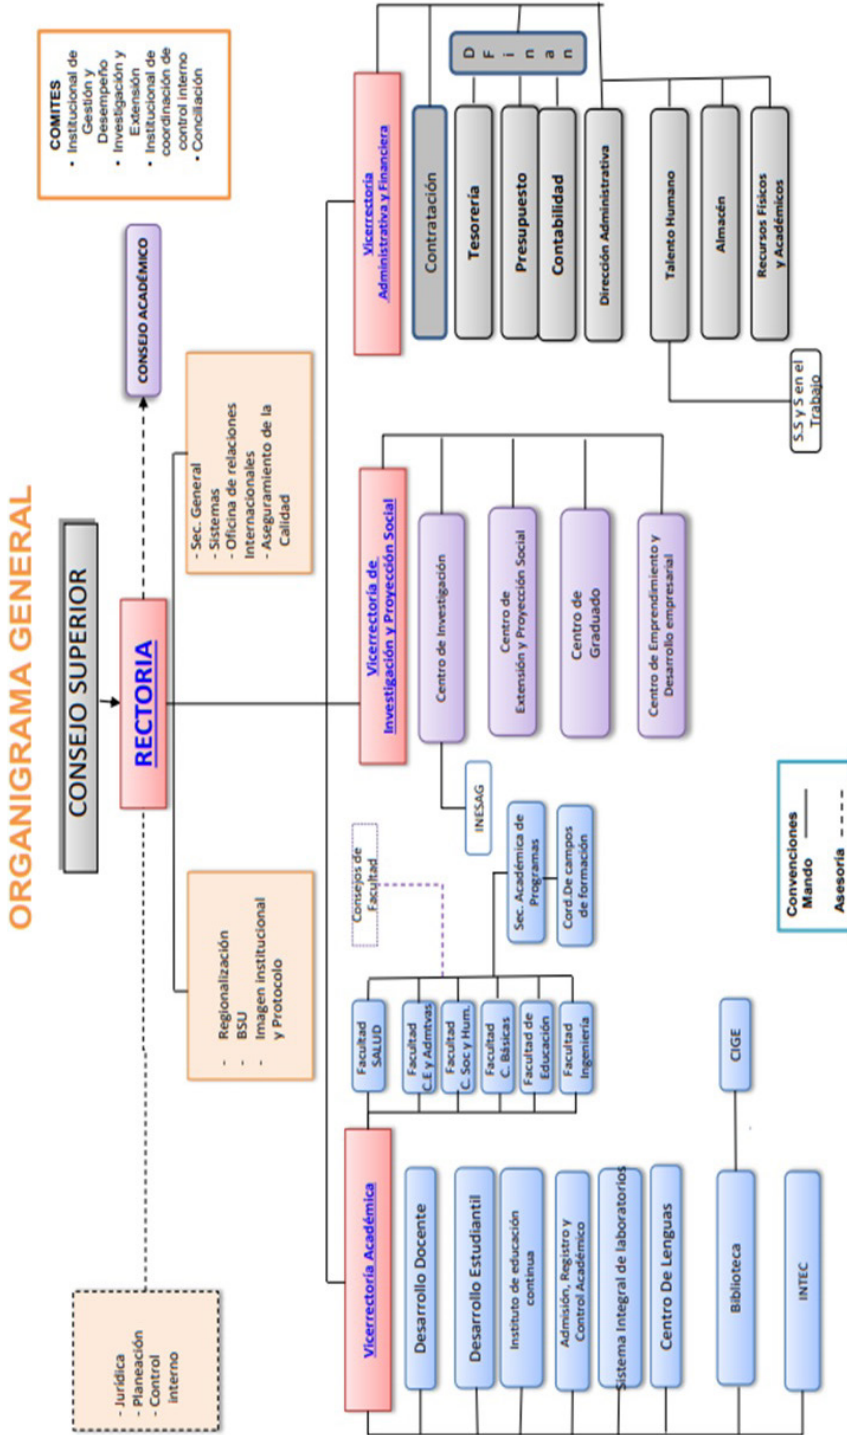 ORGANIGRAMA GENERAL
CONSEJO SUPERIOR
COMITES
• Institucional de
Gestión y
Desempeño
• Investigación y
Extensión
• Institucional de
coordinación de
control interno
• Conciliación
- Jurídica
- Planeación
- Control
interno
RECTORIA
CONSEJO ACADÉMICO
- Regionalización
- BSU
- Imagen institucional
y Protocolo
- Sec. General
- Sistemas
- Oficina de relaciones
Internacionales
- Aseguramiento de la
Calidad
Vicerrectoría Académica
Desarrollo Docente
Desarrollo Estudiantil
Instituto de educación
continua
Admisión, Registro y
Control Académico
Sistema Integral de laboratorios
Centro De Lenguas
Biblioteca
CIGE
INTEC
Facultad
SALUD
Facultad
C.E y Admtvas
Facultad
C. Soc y Hum.
Facultad
C. Básicas
Facultad de
Educación
Facultad
Ingeniería
Consejos de
Facultad
Sec. Académica de
Programas
Cord.De campos
de formación
Vicerrectoría de
Investigación y Proyección Social
Centro de Investigación
INESAG
Centro de
Extensión y Proyección Social
Centro de
Graduado
Centro de Emprendimiento y
Desarrollo empresarial
Vicerrectoria
Administrativa y Financiera
Contratación
D
F i n a n
Tesorería
Presupuesto
Contabilidad
Dirección Administrativa
Talento Humano
Almacén
Recursos Físicos
y Académicos
S.S y S en el
Trabajo
Convenciones
Mando
Asesoría